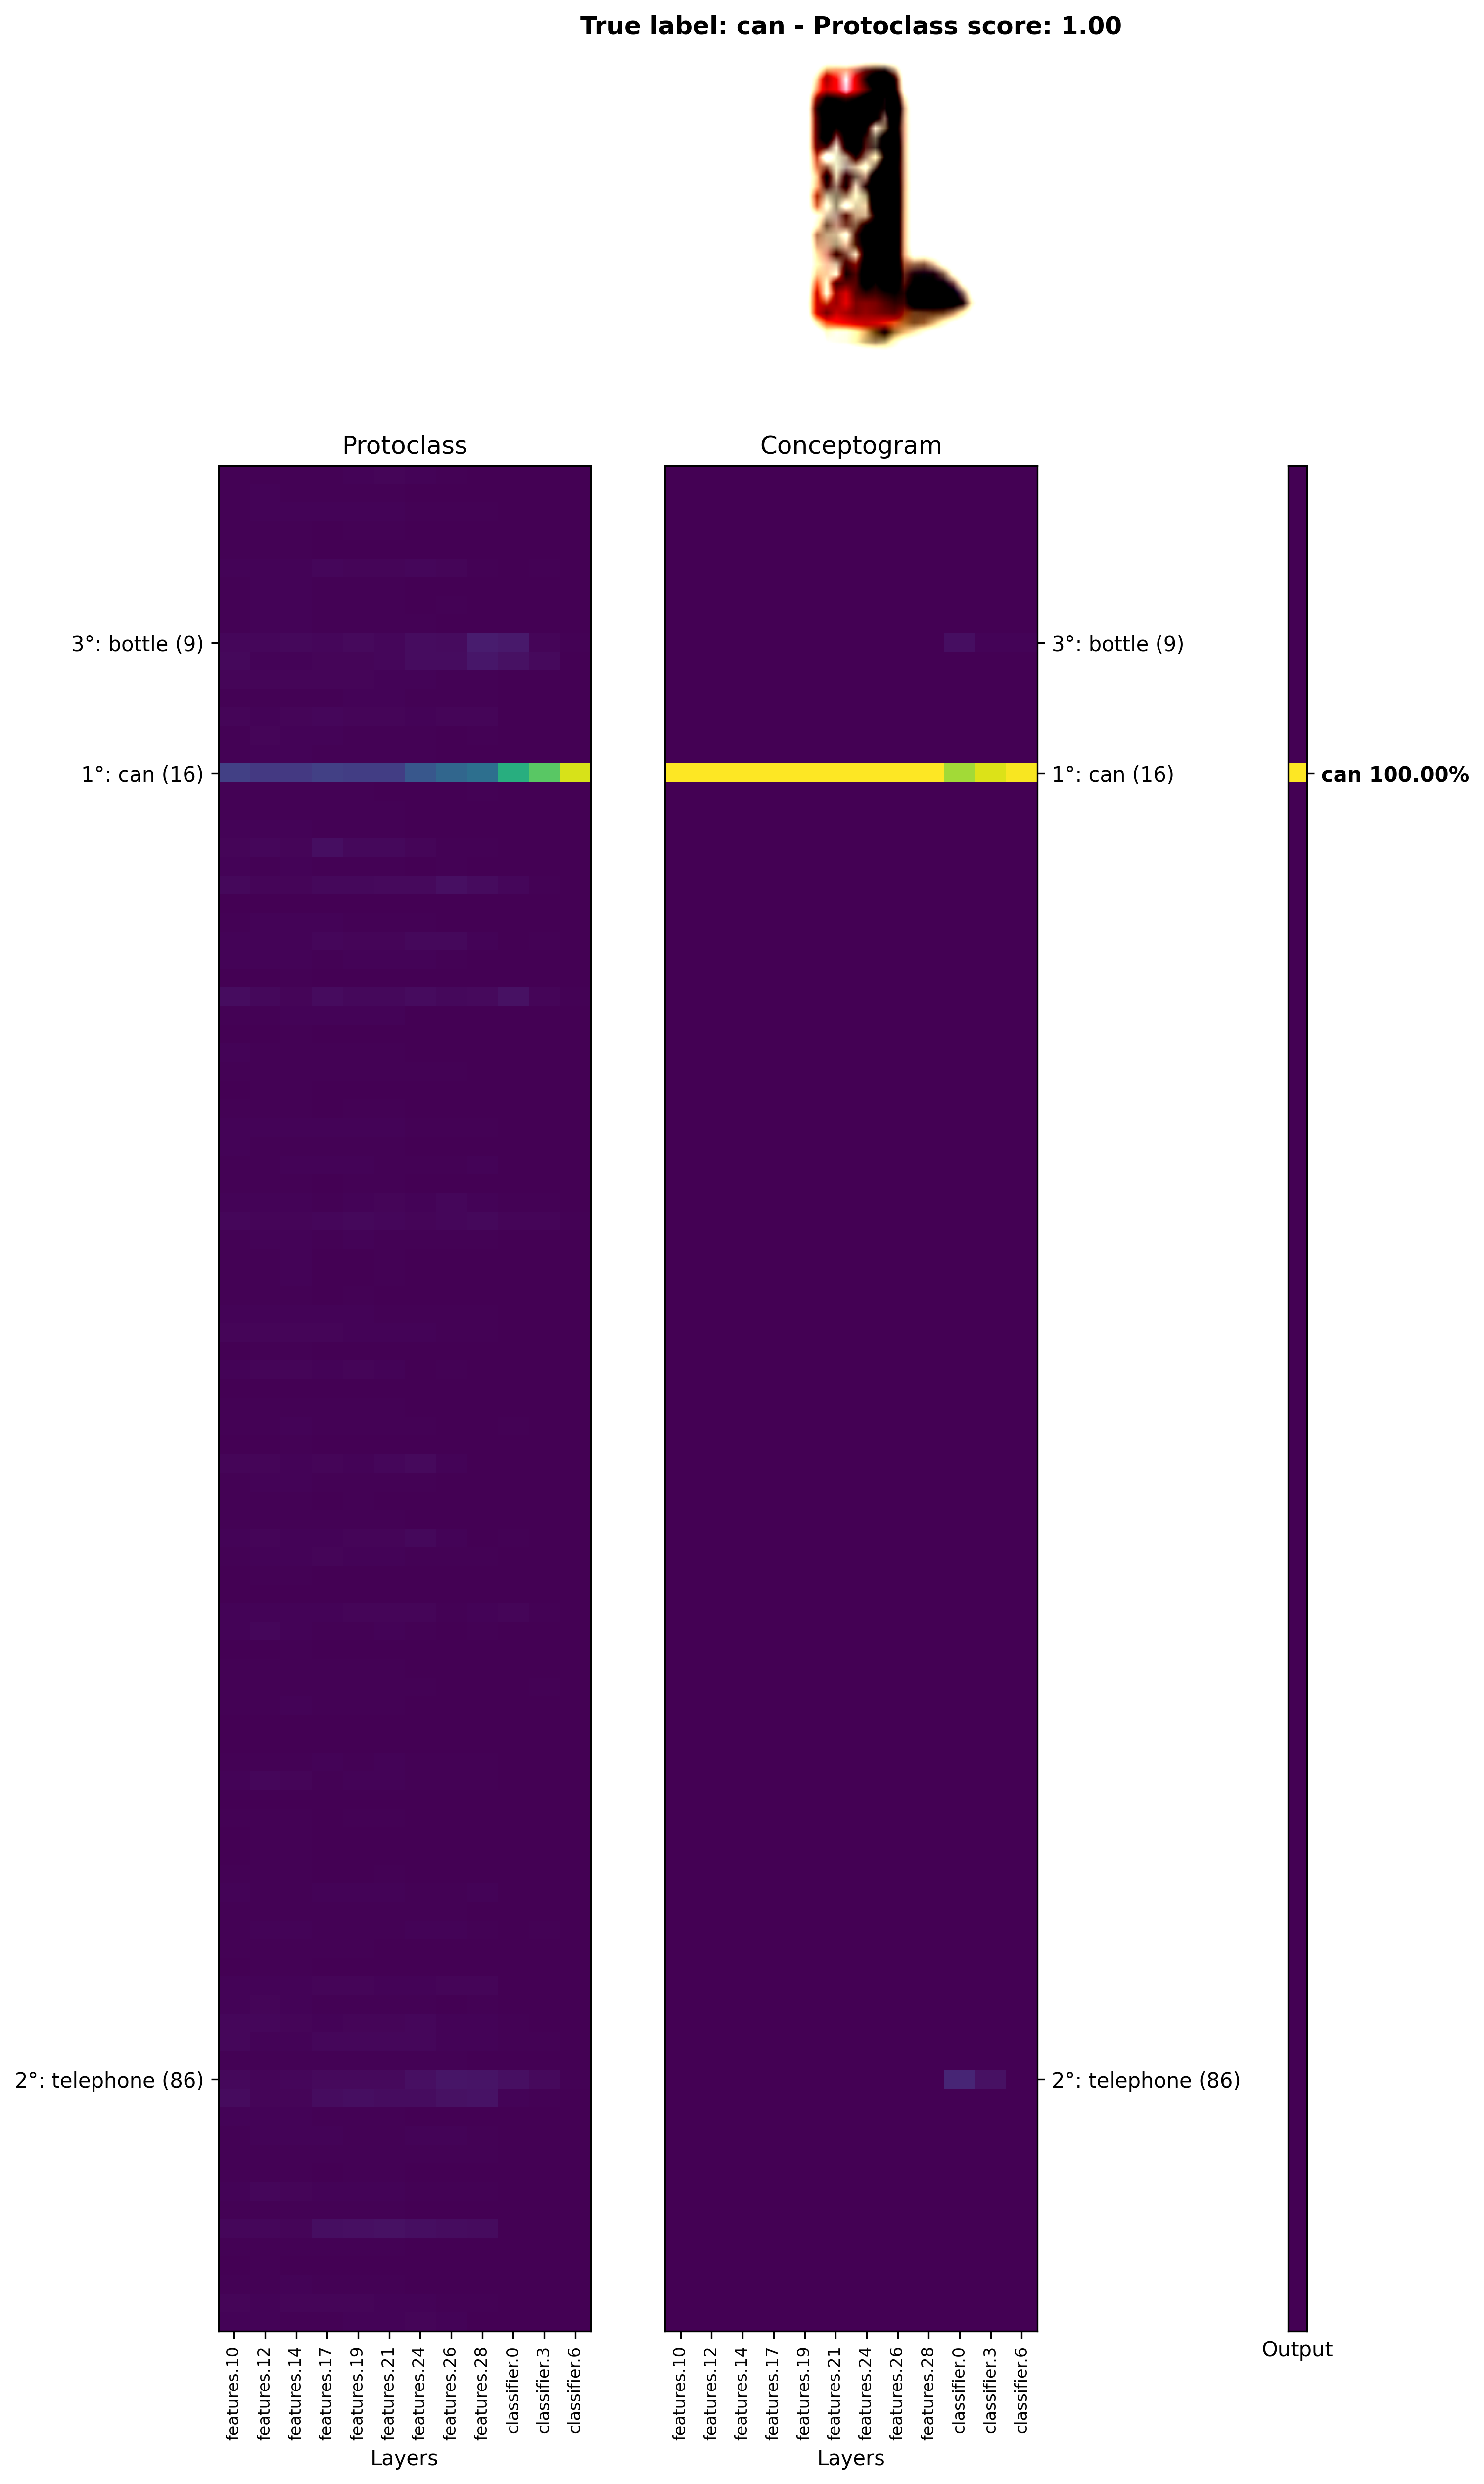 True label: can - Protoclass score: 1.00
Protoclass
Conceptogram
3°: bottle (9)
3°: bottle (9)
1°: can (16)
1°: can (16)
can 100.00%
2°: telephone (86)
2°: telephone (86)
features.10
features.12
features.14
features.17
features.19
features.21
features.24
features.26
features.28
classifier.0
classifier.3
classifier.6
features.10
features.12
features.14
features.17
features.19
features.21
features.24
features.26
features.28
classifier.0
classifier.3
classifier.6
Output
Layers
Layers